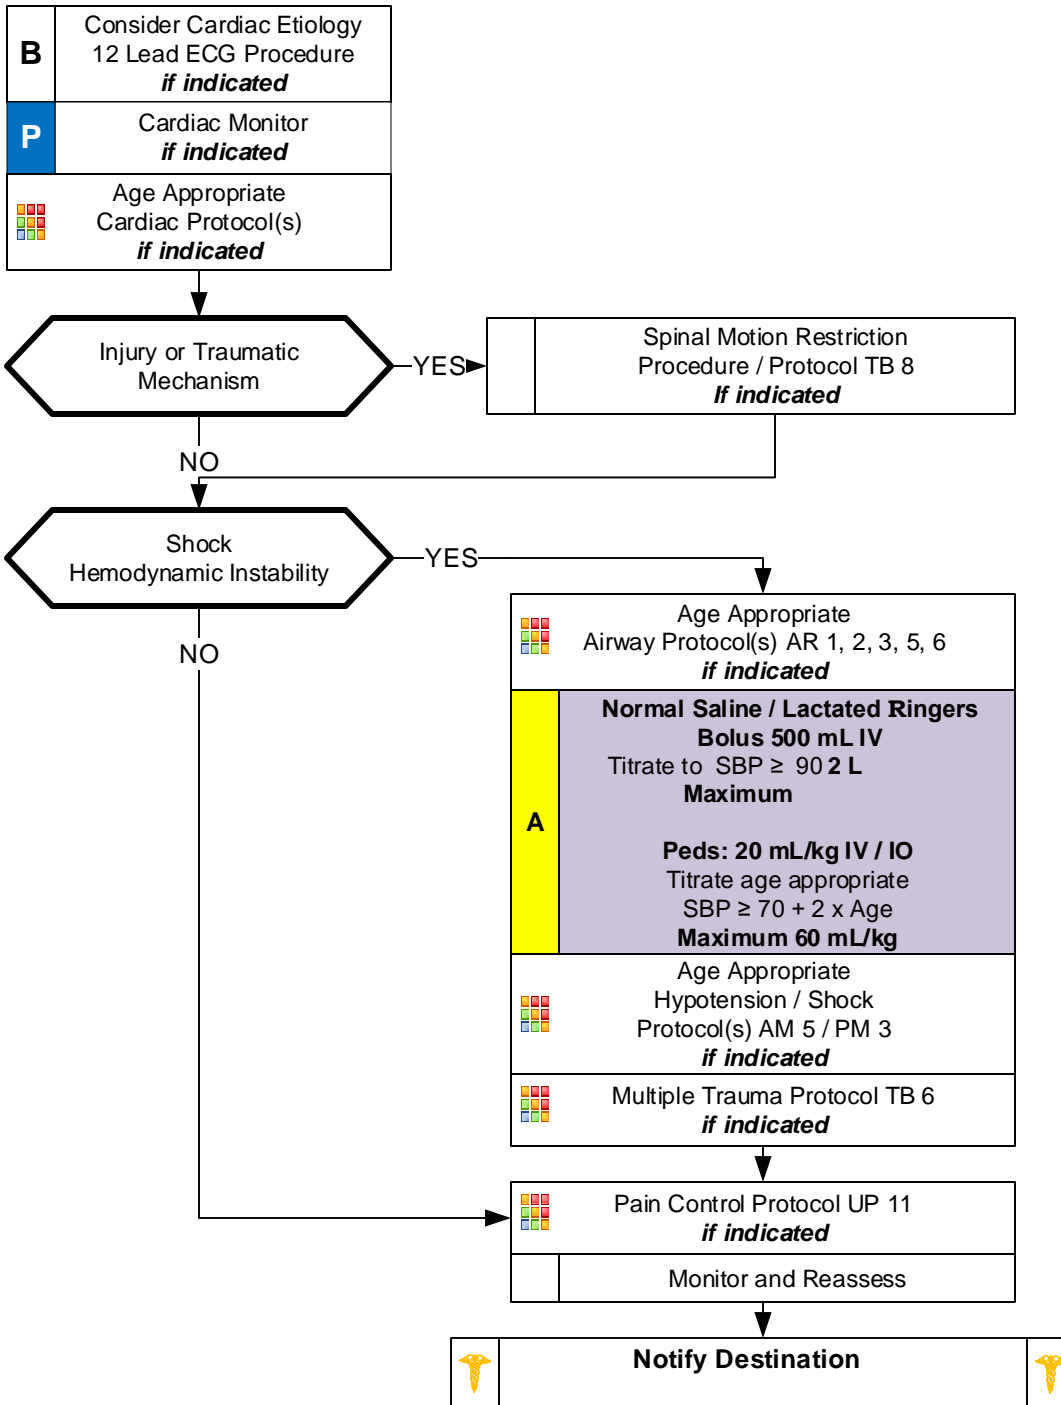 B
Consider Cardiac Etiology
12 Lead ECG Procedure
if indicated
P
Cardiac Monitor
if indicated
Age Appropriate
Cardiac Protocol(s)
if indicated
Injury or Traumatic
Mechanism
YES
Spinal Motion Restriction
Procedure / Protocol TB 8
If indicated
NO
Shock
Hemodynamic Instability
YES
NO
Age Appropriate
Airway Protocol(s) AR 1, 2, 3, 5, 6
if indicated
A
Normal Saline / Lactated Ringers
Bolus 500 mL IV
Titrate to SBP ≥ 90 2 L
Maximum
Peds: 20 mL/kg IV / IO
Titrate age appropriate
SBP ≥ 70 + 2 x Age
Maximum 60 mL/kg
Age Appropriate
Hypotension / Shock
Protocol(s) AM 5 / PM 3
if indicated
Multiple Trauma Protocol TB 6
if indicated
Pain Control Protocol UP 11
if indicated
Monitor and Reassess
Notify Destination